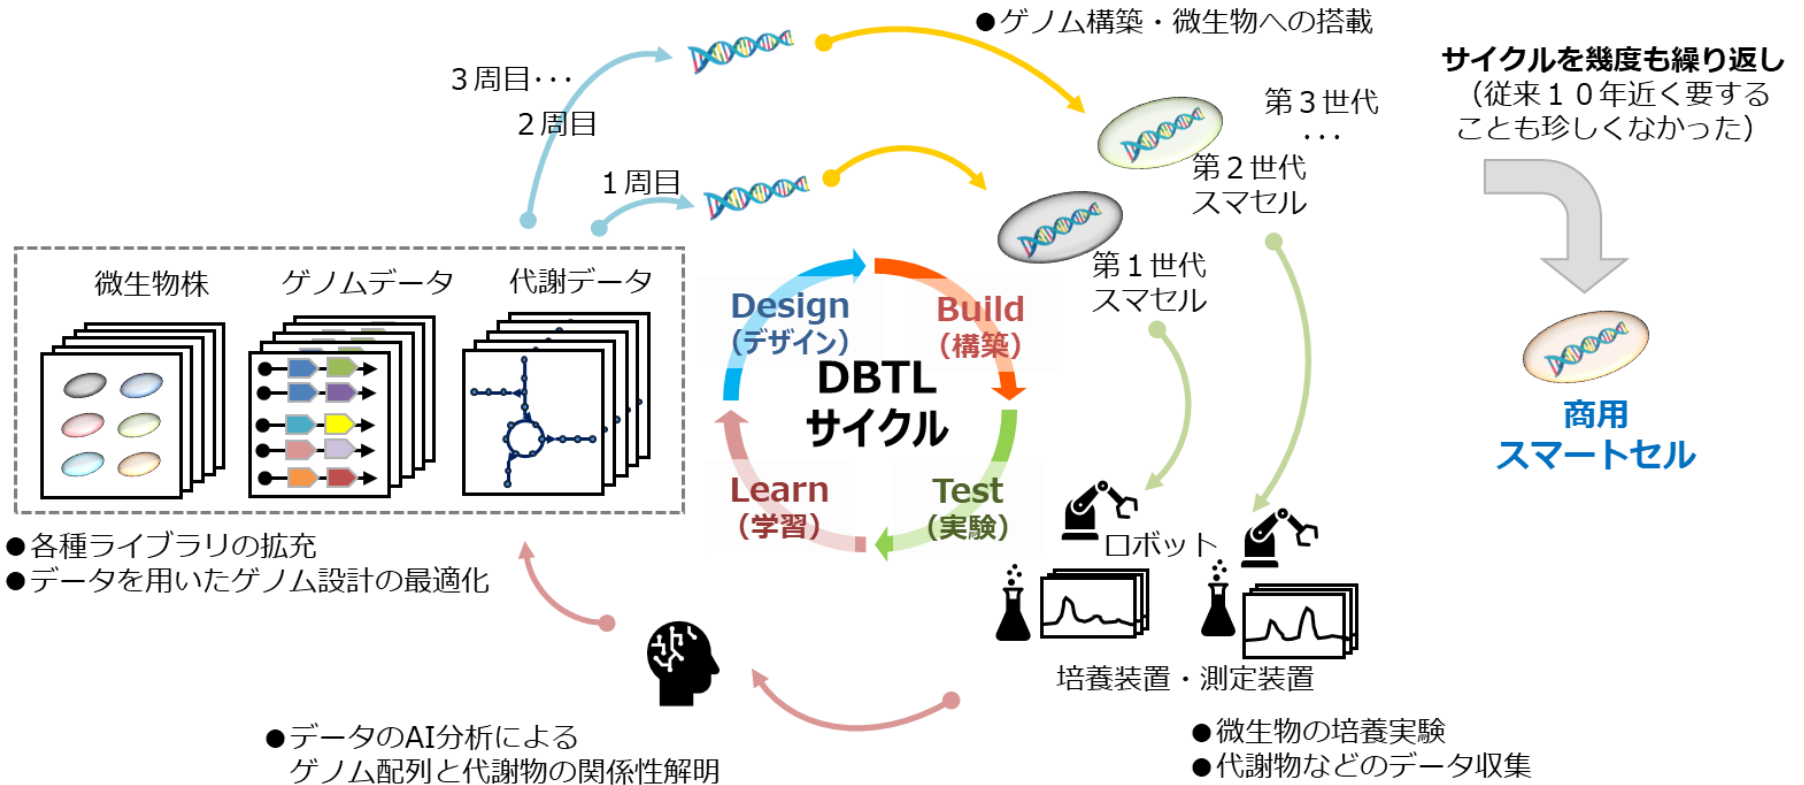 ●ゲノム構築・微生物への搭載
サイクルを幾度も繰り返し
（従来１０年近く要する
ことも珍しくなかった）
３周目･･･
２周目
１周目
第３世代
･･･
第２世代
スマセル
第１世代
スマセル
微生物株
ゲノムデータ
代謝データ
Design
（デザイン）
Build
（構築）
DBTL
サイクル
Learn
（学習）
Test
（実験）
商用
スマートセル
●各種ライブラリの拡充
●データを用いたゲノム設計の最適化
ロボット
培養装置・測定装置
●データのAI分析による
ゲノム配列と代謝物の関係性解明
●微生物の培養実験
●代謝物などのデータ収集